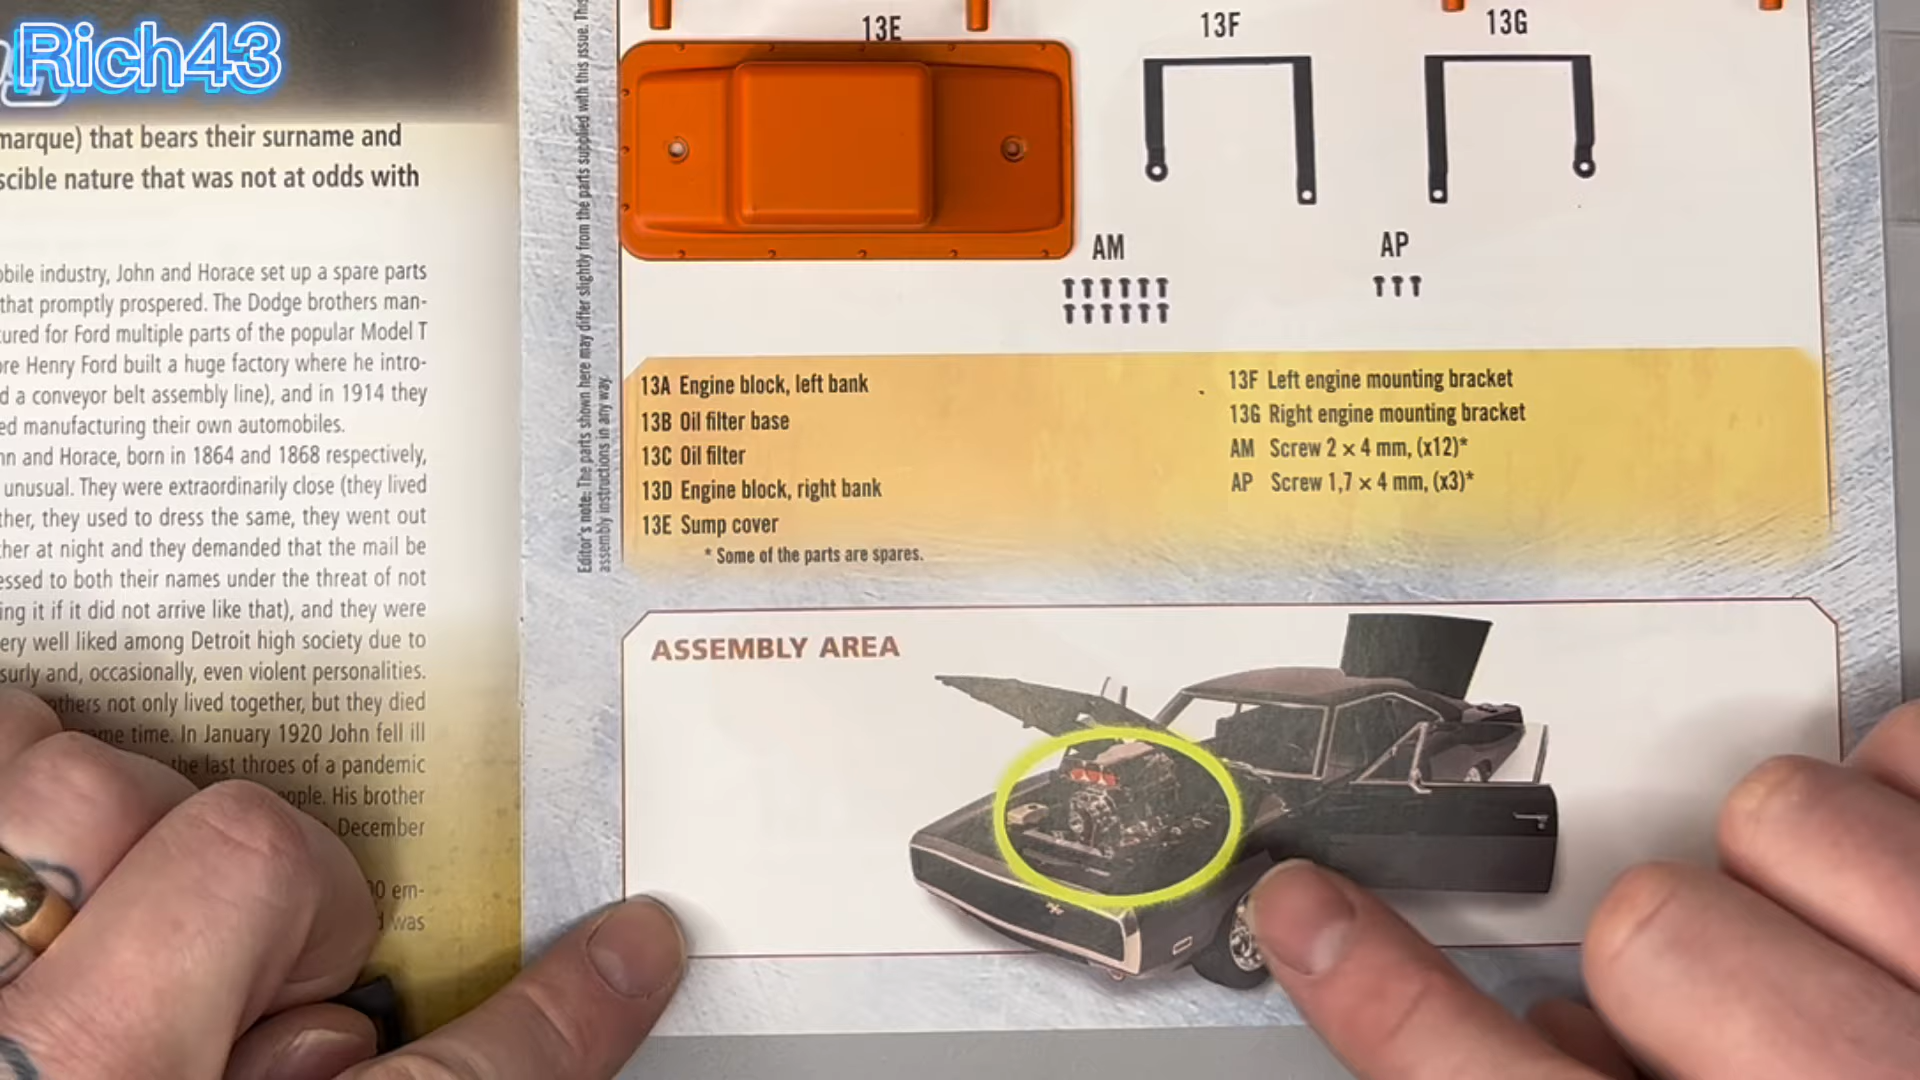 Rich43
marque) that bears their surname and
scible nature that was not at odds with
obile industry, John and Horace set up a spare parts
that promptly prospered. The Dodge brothers man-
tured for Ford multiple parts of the popular Model T
ore Henry Ford built a huge factory where he intro-
d a conveyor belt assembly line), and in 1914 they
ed manufacturing their own automobiles.
hn and Horace, born in 1864 and 1868 respectively,
unusual. They were extraordinarily close (they lived
ther, they used to dress the same, they went out
her at night and they demanded that the mail be
essed to both their names under the threat of not
ing it if it did not arrive like that), and they were
ery well liked among Detroit high society due to
surly and, occasionally, even violent personalities.
others not only lived together, but they died
ome time. In January 1920 John fell ill
the last throes of a pandemic
eople. His brother
December
00 em-
d was
Editor's note: The parts shown here may differ slightly from the parts supplied with this issue. This
assembly instructions in any way.
13E
13F
13G
AM
AP
13A Engine block, left bank
13B Oil filter base
13C Oil filter
13D Engine block, right bank
13E Sump cover
* Some of the parts are spares.
13F Left engine mounting bracket
13G Right engine mounting bracket
AM Screw 2 × 4 mm, (x12)*
AP Screw 1,7 × 4 mm, (x3)*
ASSEMBLY AREA